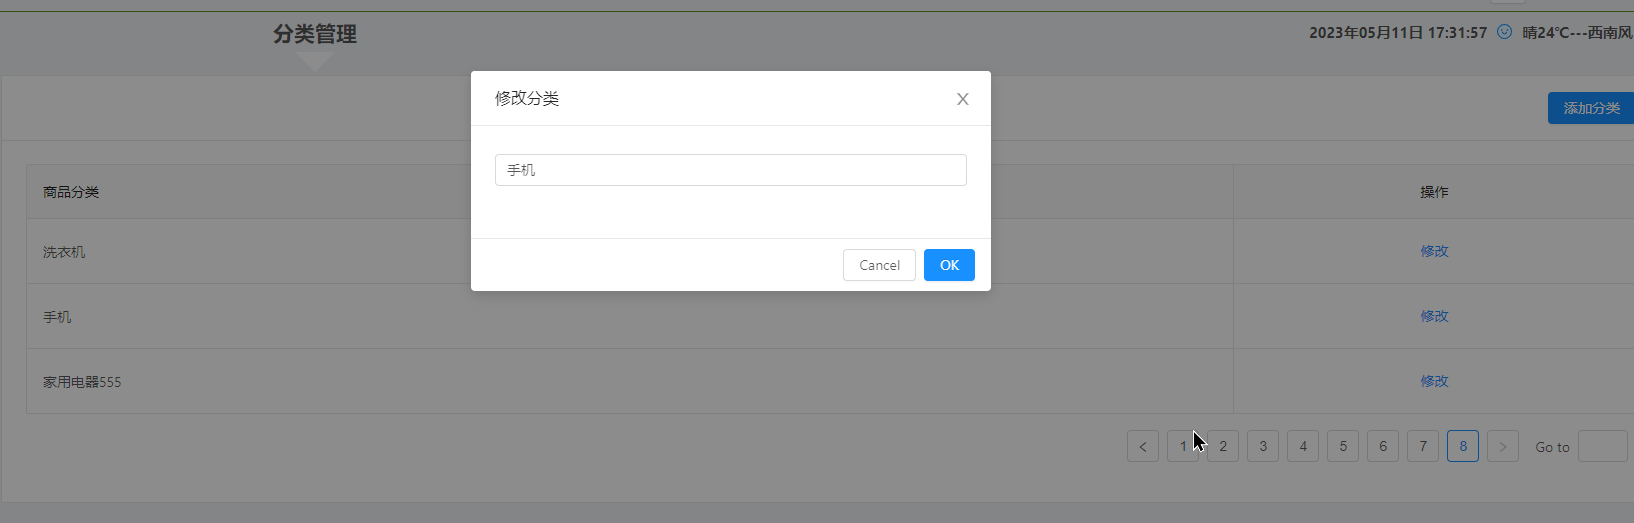 分类管理
2023年05月11日 17:31:57 晴24℃---西南风
修改分类
添加分类
手机
商品分类 操作
洗衣机 修改
Cancel OK
手机 修改
家用电器555 修改
< 1 2 3 4 5 6 7 8 > Go to